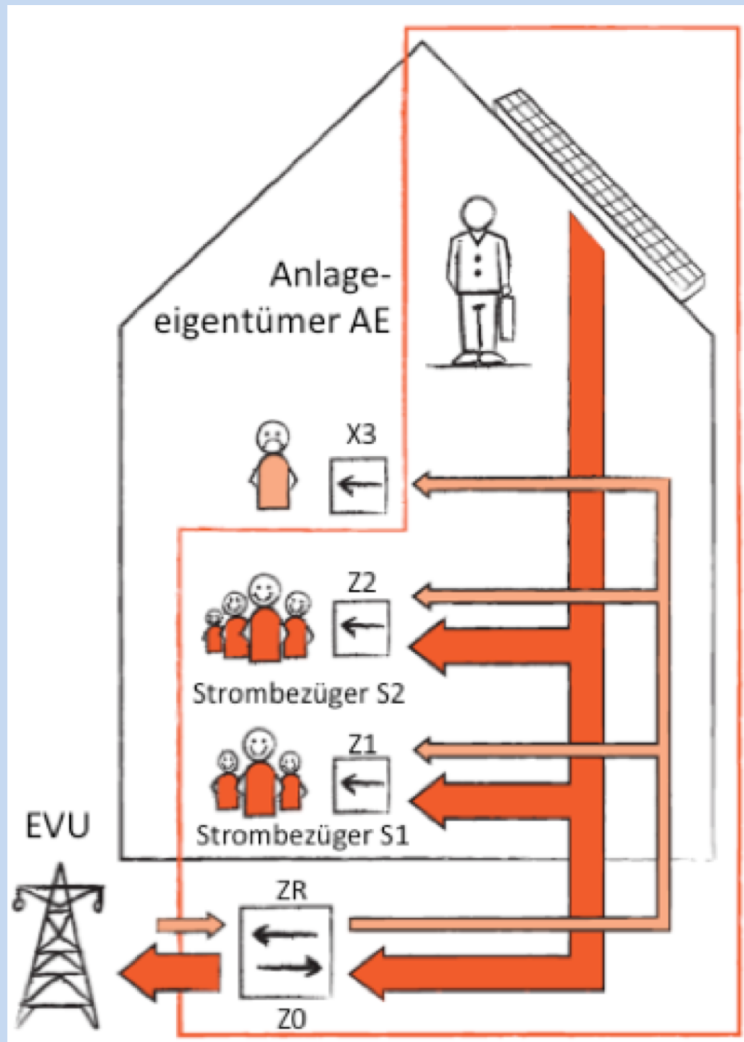 Anlage-
eigentümer AE
X3
Z2
Strombezüger S2
Z1
Strombezüger S1
EVU
ZR
Z0